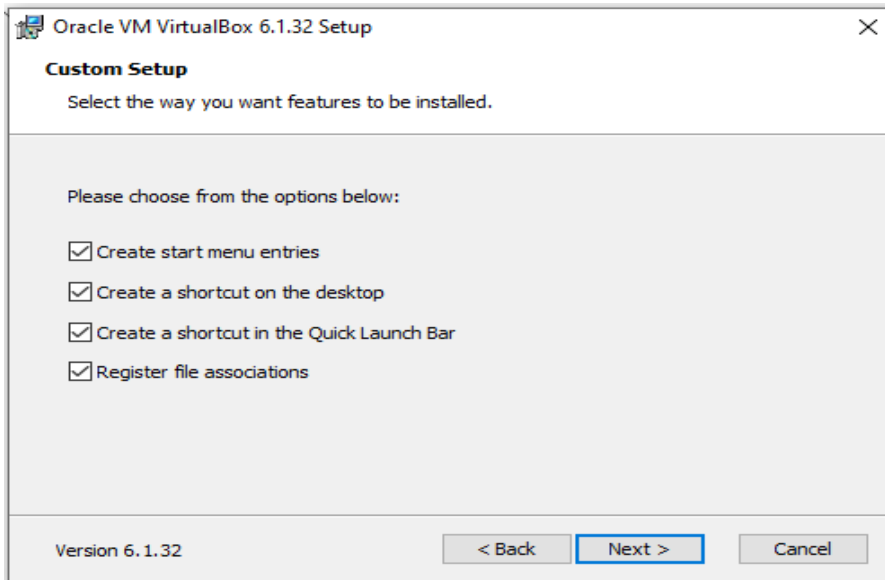 Oracle VM VirtualBox 6.1.32 Setup
Custom Setup
Select the way you want features to be installed.
Please choose from the options below:
Create start menu entries
Create a shortcut on the desktop
Create a shortcut in the Quick Launch Bar
Register file associations
Version 6.1.32
< Back
Next >
Cancel